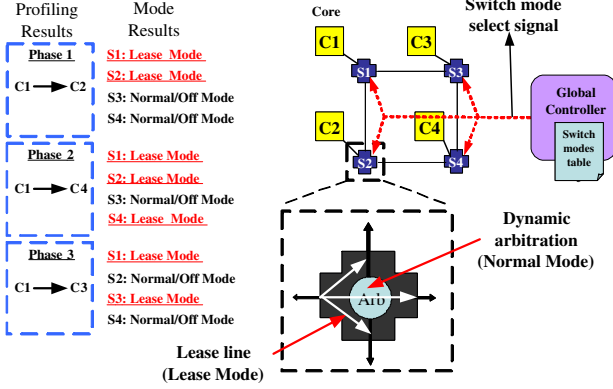 Profiling
Results
Mode
Results
Phase 1
C1 C2
S1: Lease Mode
S2: Lease Mode
S3: Normal/Off Mode
S4: Normal/Off Mode
Phase 2
C1 C4
S1: Lease Mode
S2: Lease Mode
S3: Normal/Off Mode
S4: Lease Mode
Phase 3
C1 C3
S1: Lease Mode
S2: Normal/Off Mode
S3: Lease Mode
S4: Normal/Off Mode
Core
C1
C3
S1
S3
C2
C4
S2
S4
Switch mode
select signal
Global
Controller
Switch
modes
table
Dynamic
arbitration
(Normal Mode)
Arb
Lease line
(Lease Mode)